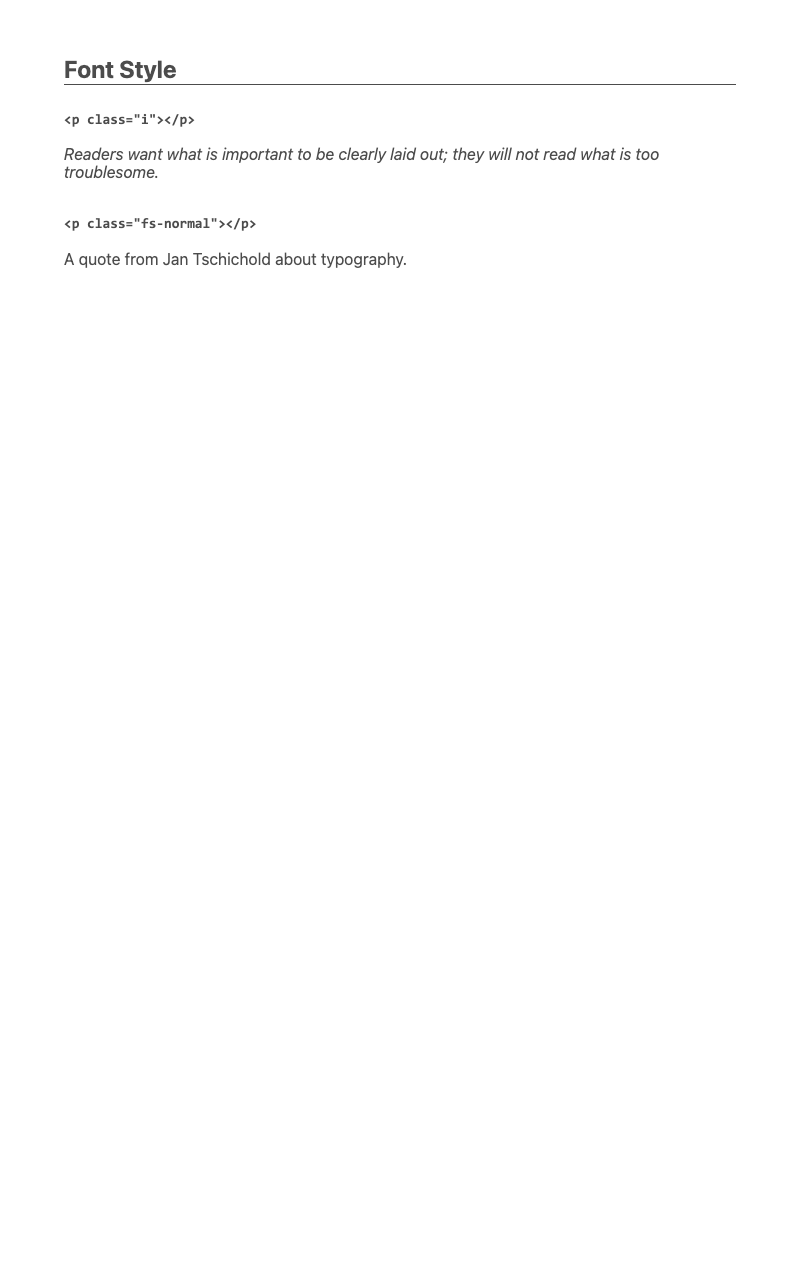 Font Style
<p class="i"></p>
Readers want what is important to be clearly laid out; they will not read what is too
troublesome.
<p class="fs-normal"></p>
A quote from Jan Tschichold about typography.